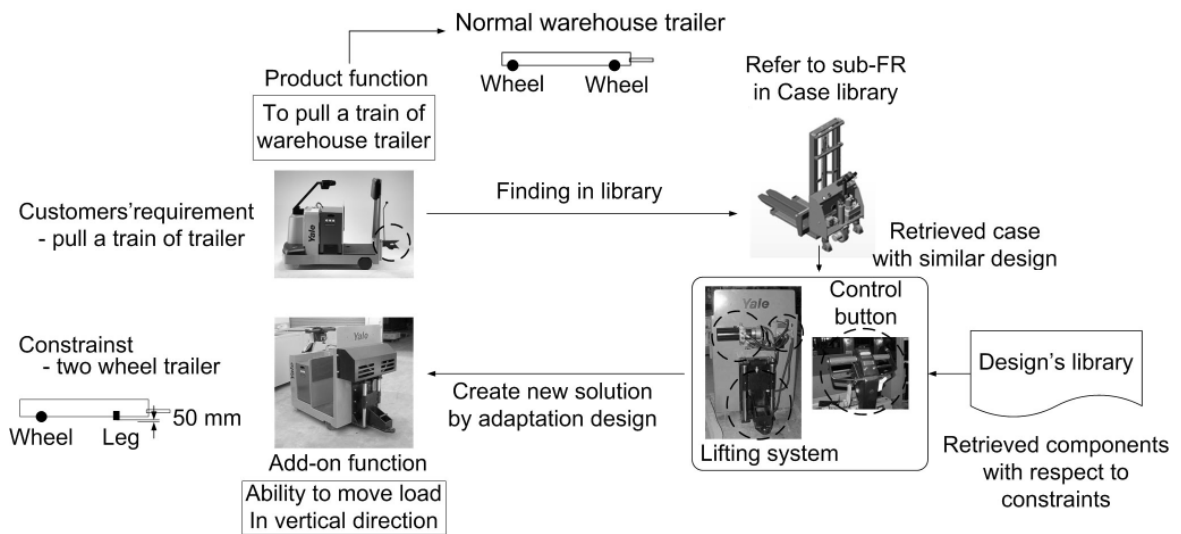 Normal warehouse trailer
Wheel Wheel
Product function
To pull a train of
warehouse trailer
Refer to sub-FR
in Case library
Customers'requirement
- pull a train of trailer
Yale
Finding in library
Retrieved case
with similar design
Constrainst
- two wheel trailer
50 mm
Wheel Leg
Yale
Add-on function
Ability to move load
In vertical direction
Create new solution
by adaptation design
Yale
Control
button
Lifting system
Design's library
Retrieved components
with respect to
constraints